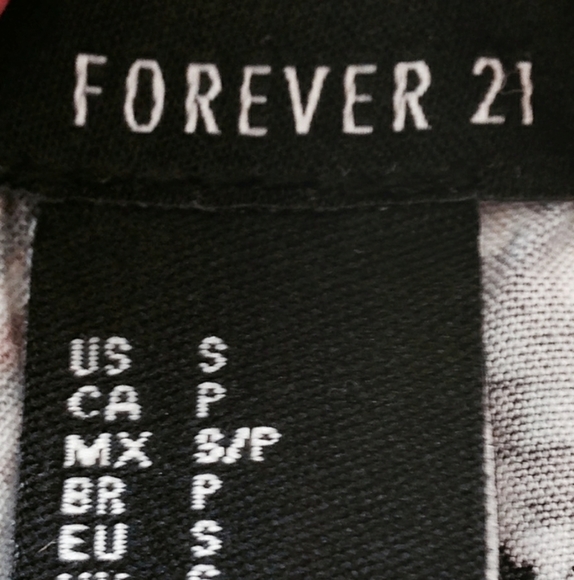 FOREVER 21
US S
CA P
MX S/P
BR P
EU S